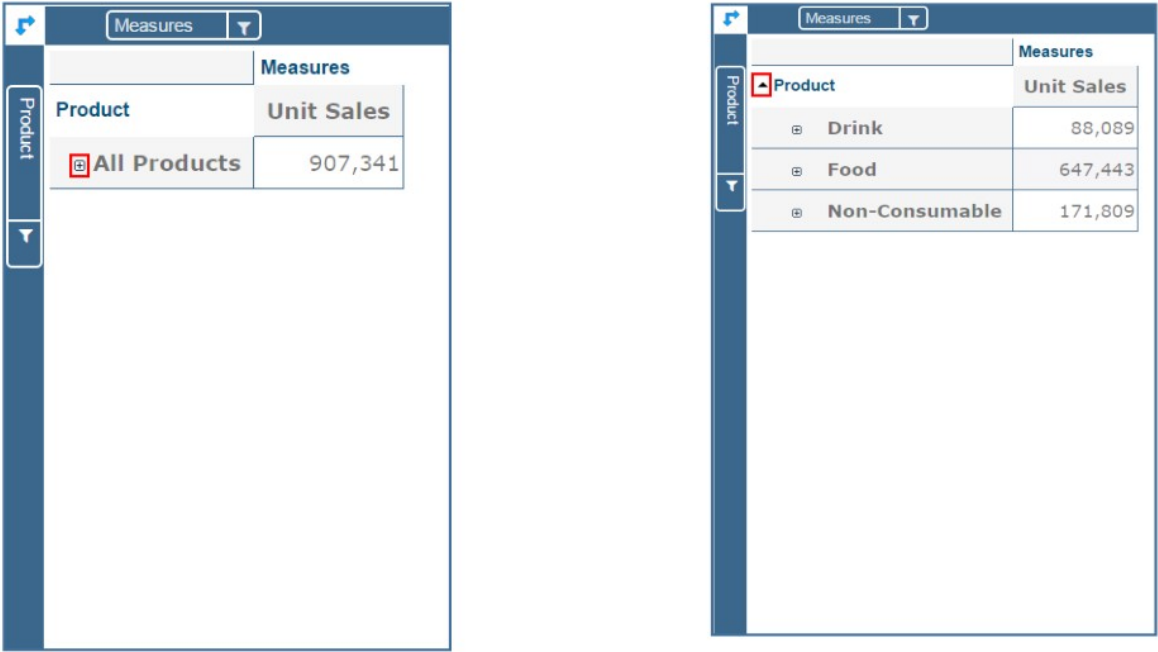 Measures
Measures
Product
Product
Unit Sales
All Products
907,341
Measures
Measures
Product
Product
Unit Sales
Drink
88,089
Food
647,443
Non-Consumable
171,809